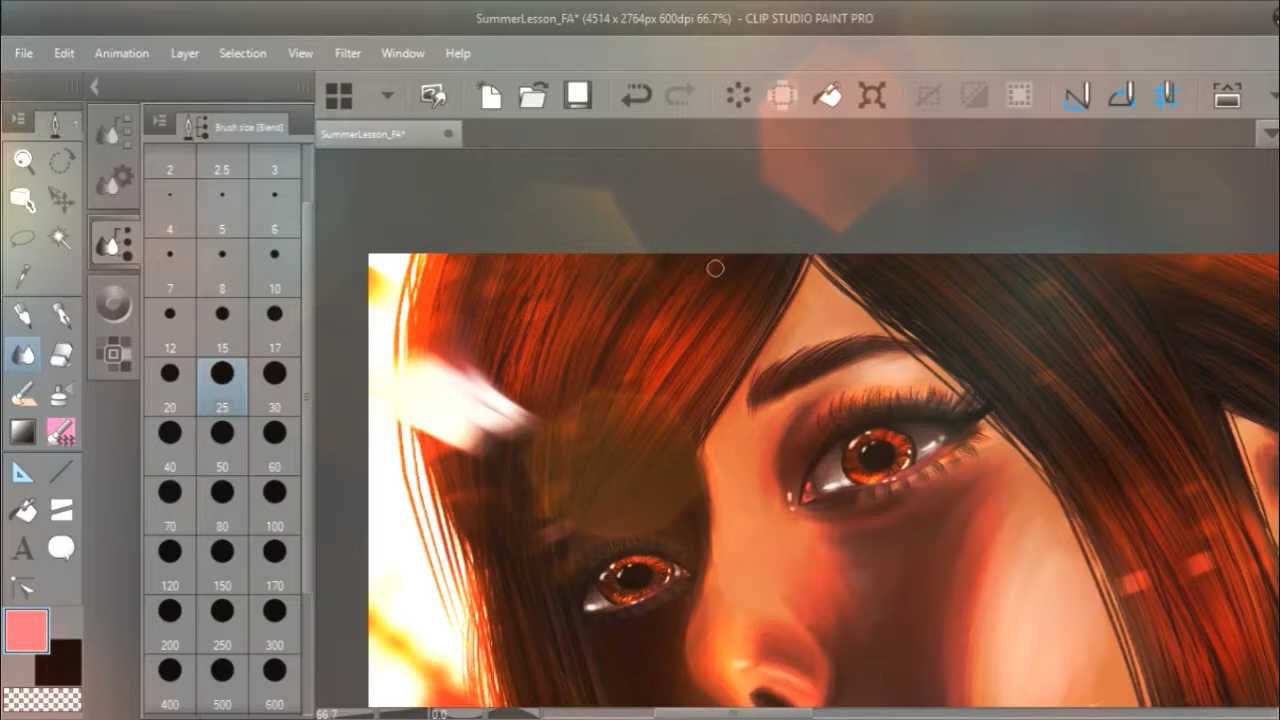 SummerLesson_FA* (4514 x 2764px 600dpi 66.7%) - CLIP STUDIO PAINT PRO
File Edit Animation Layer Selection View Filter Window Help
Brush size [Blend]
SummerLesson_FA*
2 2.5 3
4 5 6
7 8 10
12 15 17
20 25 30
40 50 60
70 80 100
120 150 170
200 250 300
400 500 600
66.7 0.0